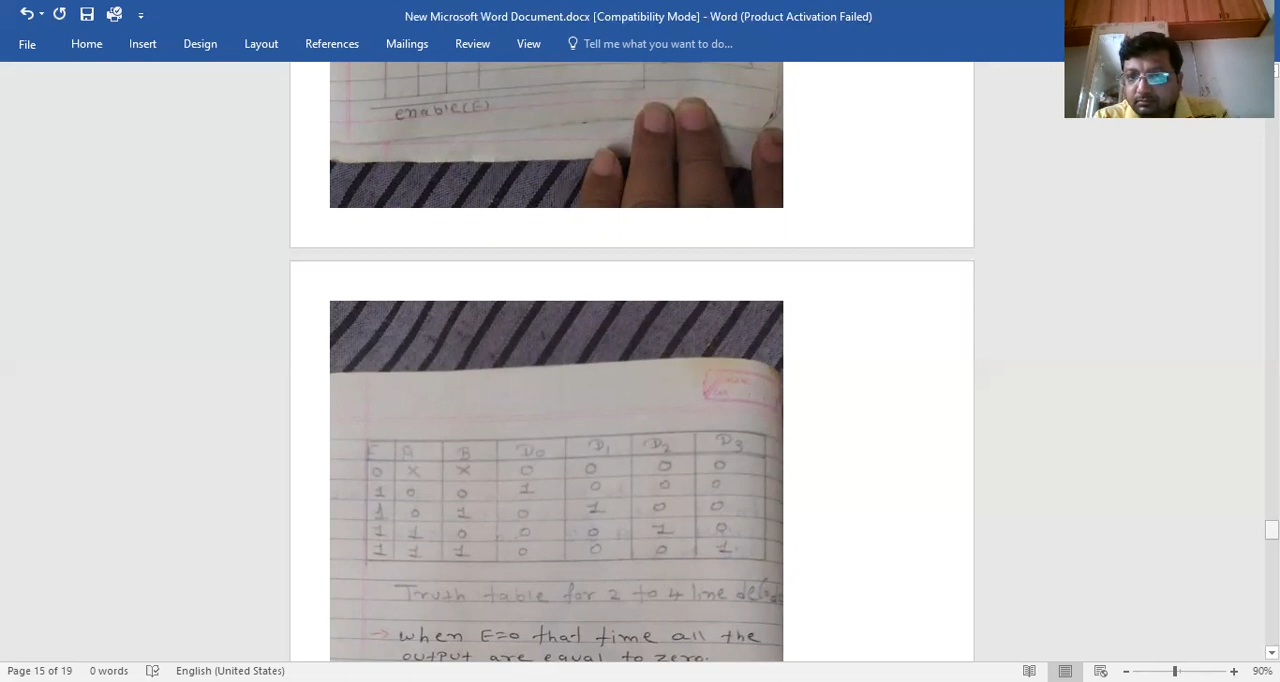 New Microsoft Word Document.docx [Compatibility Mode] - Word (Product Activation Failed)
File Home Insert Design Layout References Mailings Review View Tell me what you want to do...
enable(E)
E A B D0 D1 D2 D3
0 X X 0 0 0 0
1 0 0 1 0 0 0
1 0 1 0 1 0 0
1 1 0 0 0 1 0
1 1 1 0 0 0 1
Truth table for 2 to 4 line
→ when E=0 that time all the
output are equal to zero.
Page 15 of 19 0 words English (United States) 90%